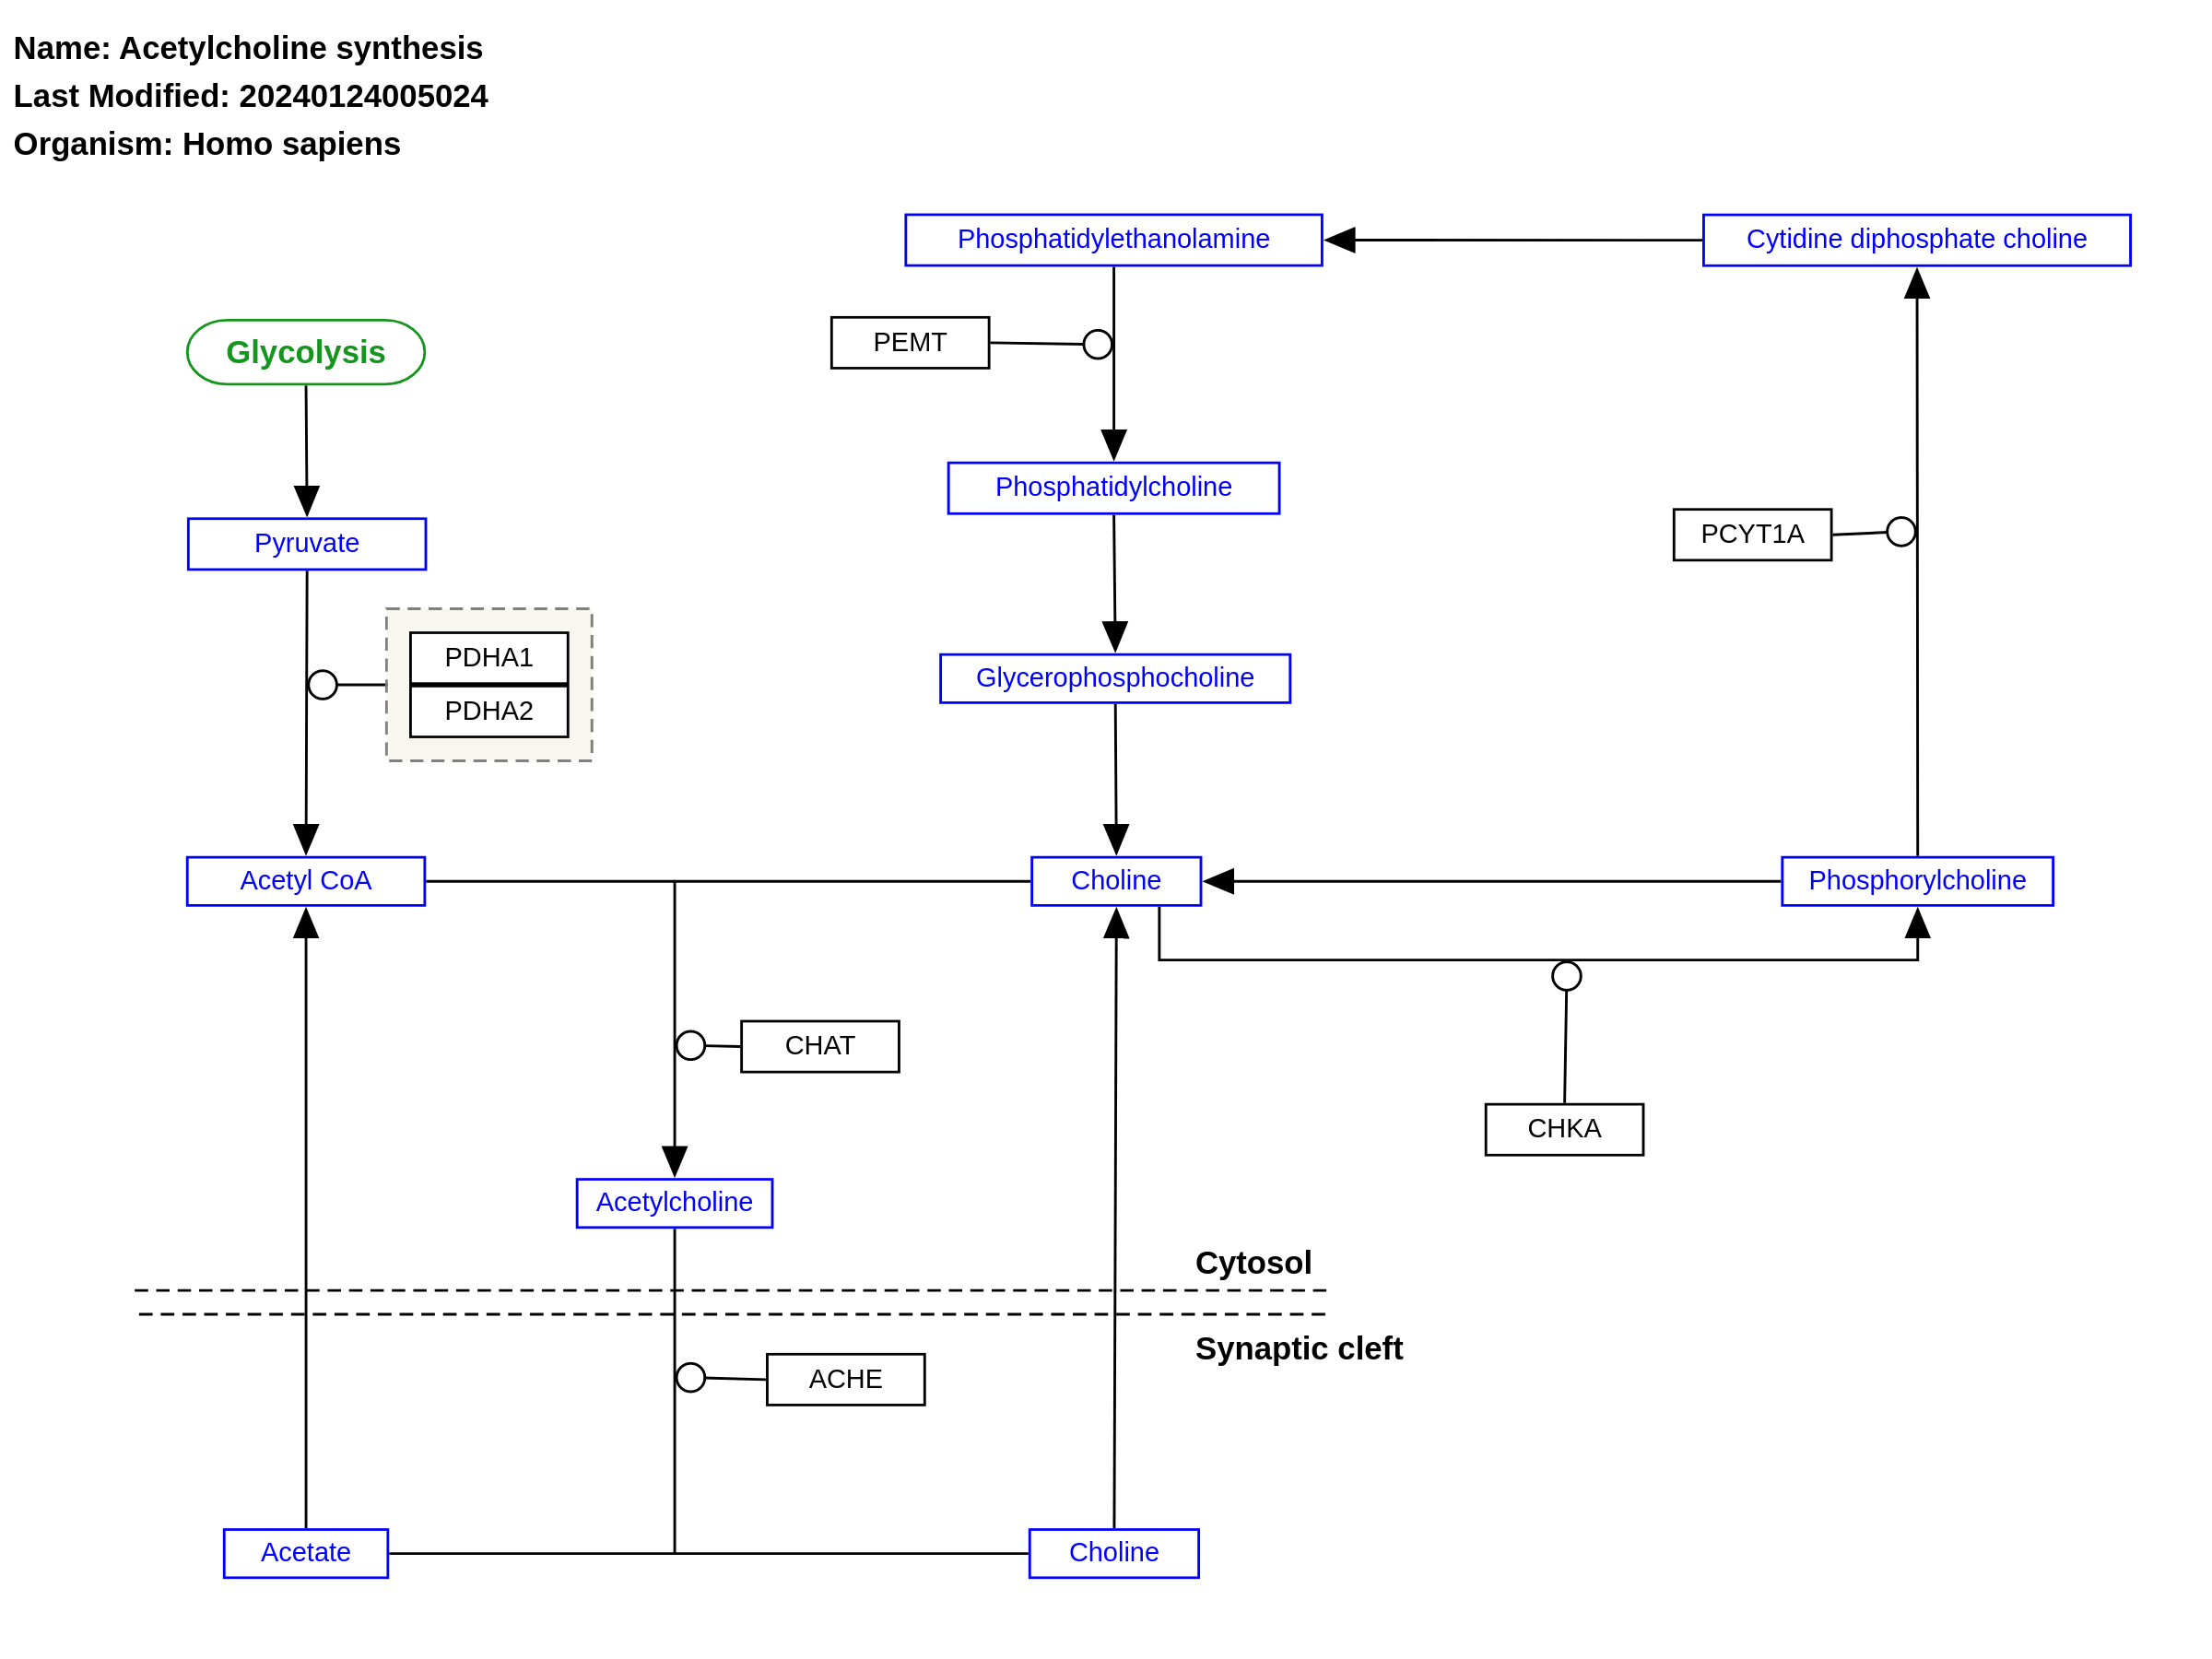 Name: Acetylcholine synthesis
Last Modified: 20240124005024
Organism: Homo sapiens
Phosphatidylethanolamine
Cytidine diphosphate choline
Glycolysis
PEMT
Phosphatidylcholine
Pyruvate
PCYT1A
PDHA1
Glycerophosphocholine
PDHA2
Acetyl CoA
Choline
Phosphorylcholine
CHAT
CHKA
Acetylcholine
Cytosol
Synaptic cleft
ACHE
Acetate
Choline